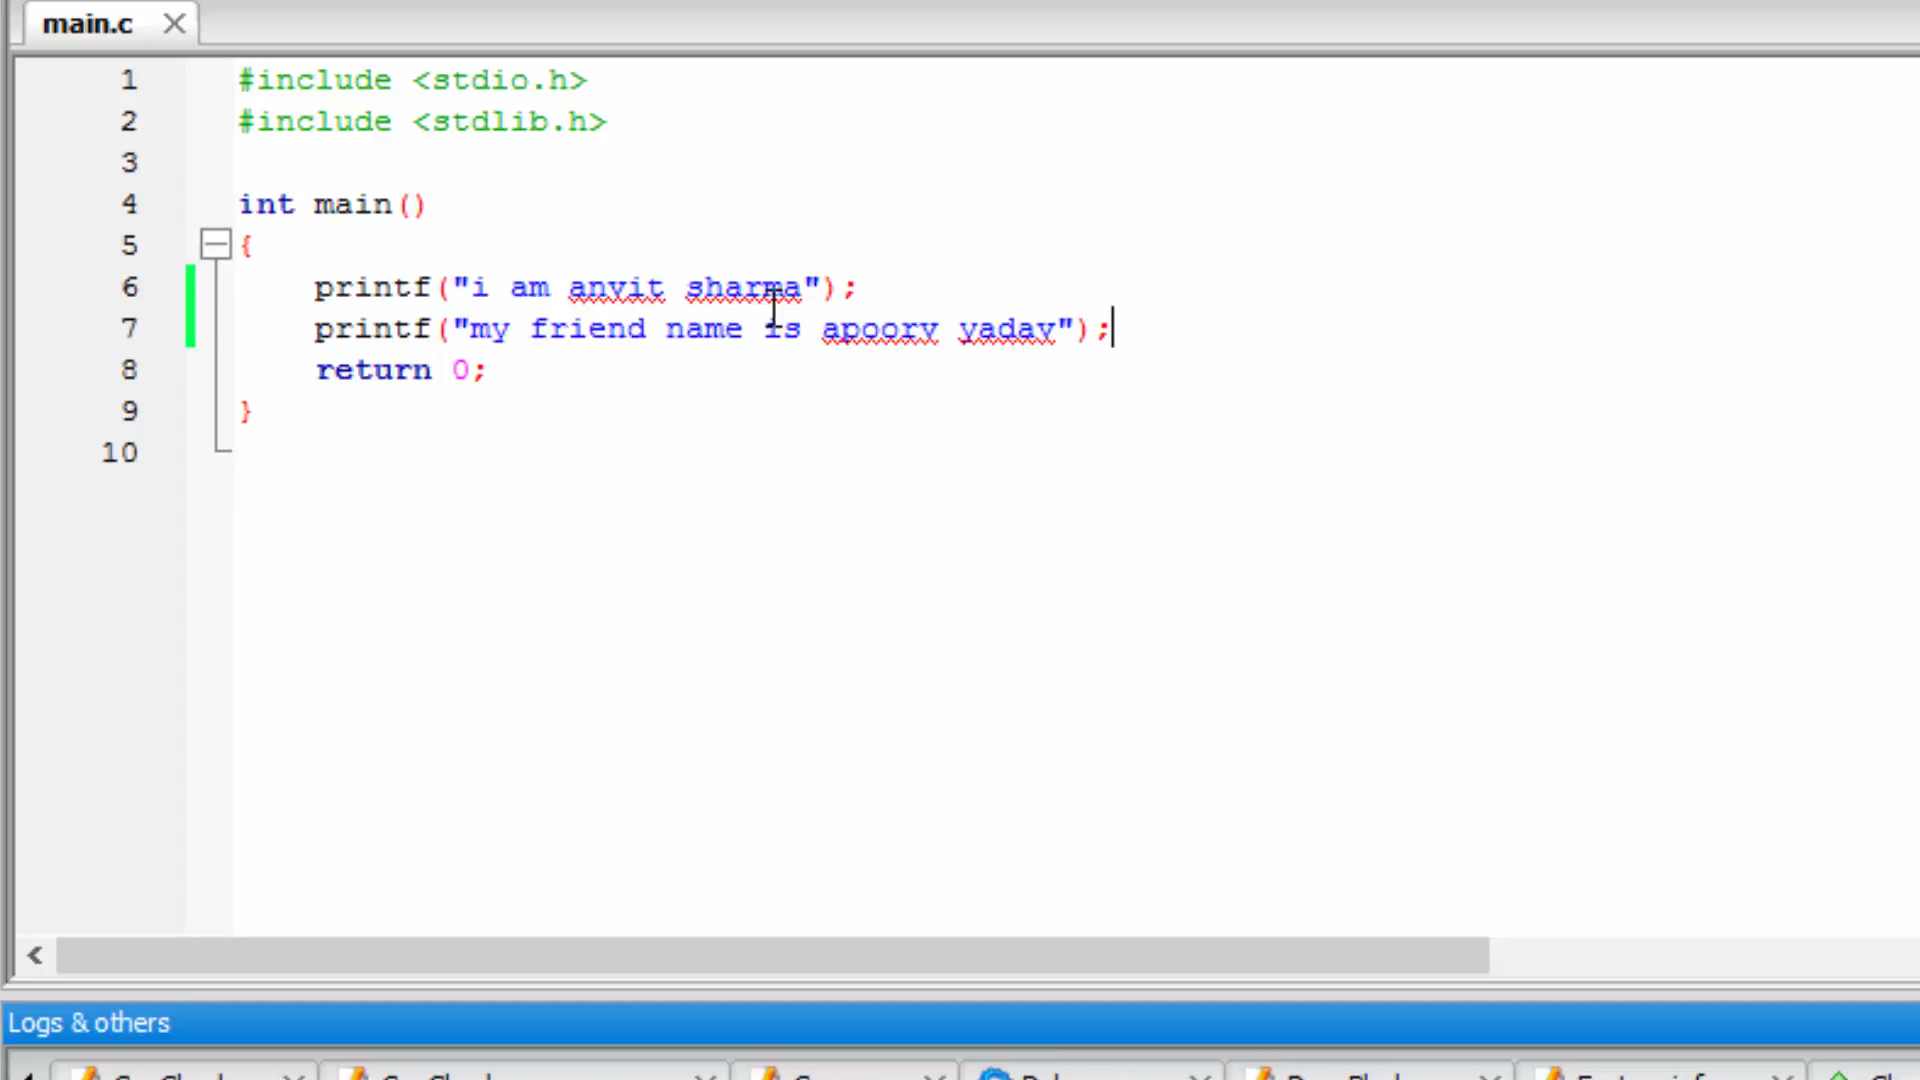 main.c
1 #include <stdio.h>
2 #include <stdlib.h>
3
4 int main()
5 {
6 printf("i am anvit sharma");
7 printf("my friend name is apoorv yadav");
8 return 0;
9 }
10
Logs & others